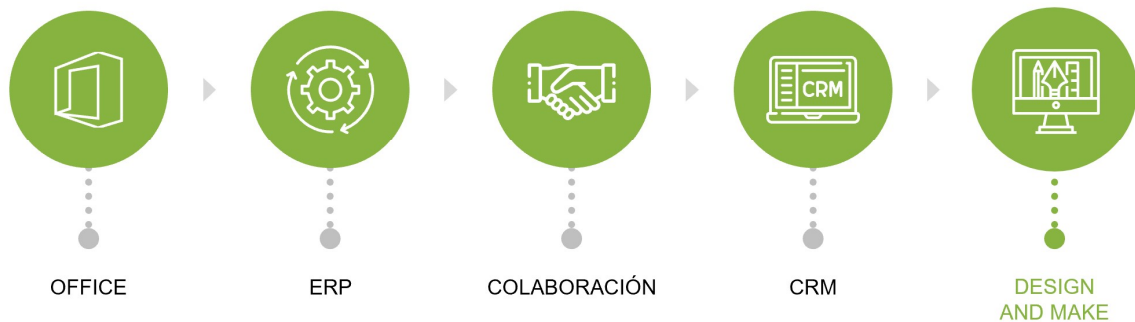 CRM
OFFICE
ERP
COLABORACIÓN
CRM
DESIGN
AND MAKE